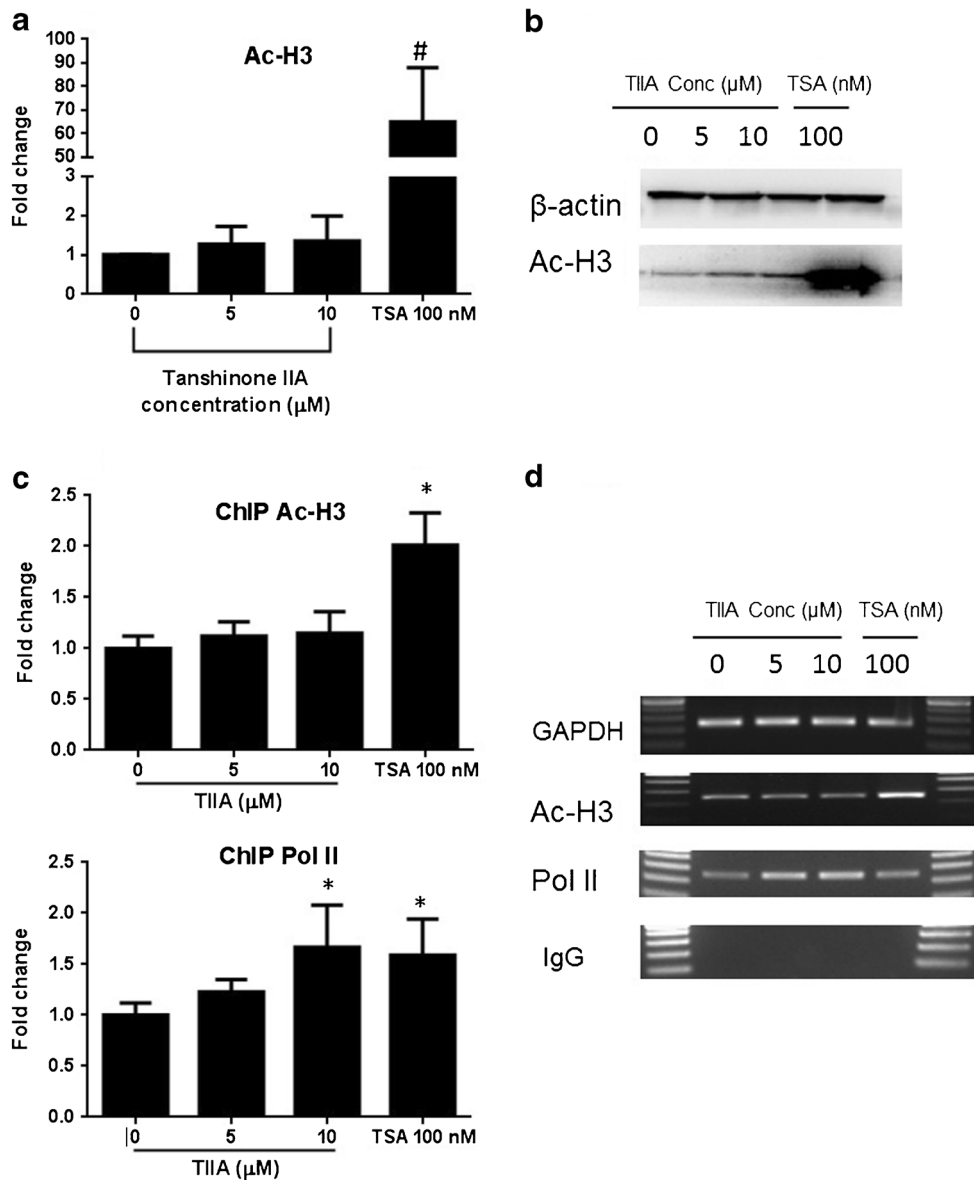 a
Ac-H3
#
Fold change
100
90
80
70
60
50
3
2
1
0
0 5 10 TSA 100 nM
Tanshinone IIA
concentration (μM)
b
TIIA Conc (μM) TSA (nM)
0 5 10 100
β-actin
Ac-H3
c
ChIP Ac-H3
*
Fold change
2.5
2.0
1.5
1.0
0.5
0.0
0 5 10 TSA 100 nM
TIIA (μM)
ChIP Pol II
* *
Fold change
2.5
2.0
1.5
1.0
0.5
0.0
0 5 10 TSA 100 nM
TIIA (μM)
d
TIIA Conc (μM) TSA (nM)
0 5 10 100
GAPDH
Ac-H3
Pol II
IgG